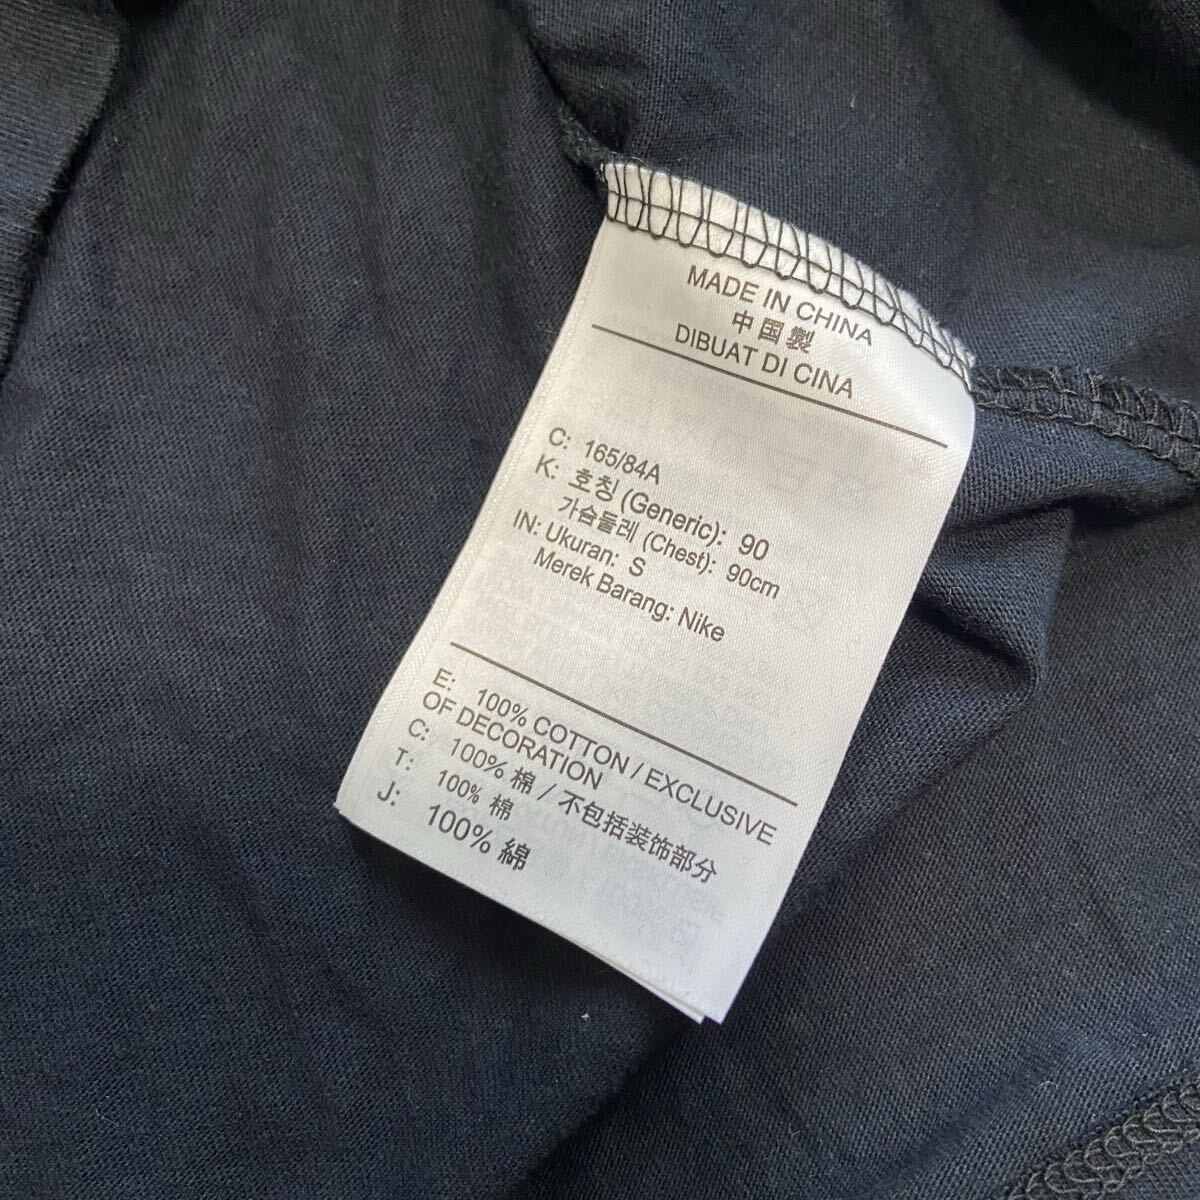 MADE IN CHINA
中国製
DIBUAT DI CINA
C: 165/84A
K: 호칭 (Generic): 90
가슴둘레 (Chest): 90cm
IN: Ukuran: S
Merek Barang: Nike
E: 100% COTTON / EXCLUSIVE
OF DECORATION
C: 100% 棉 / 不包括装饰部分
T: 100% 棉
J: 100% 綿